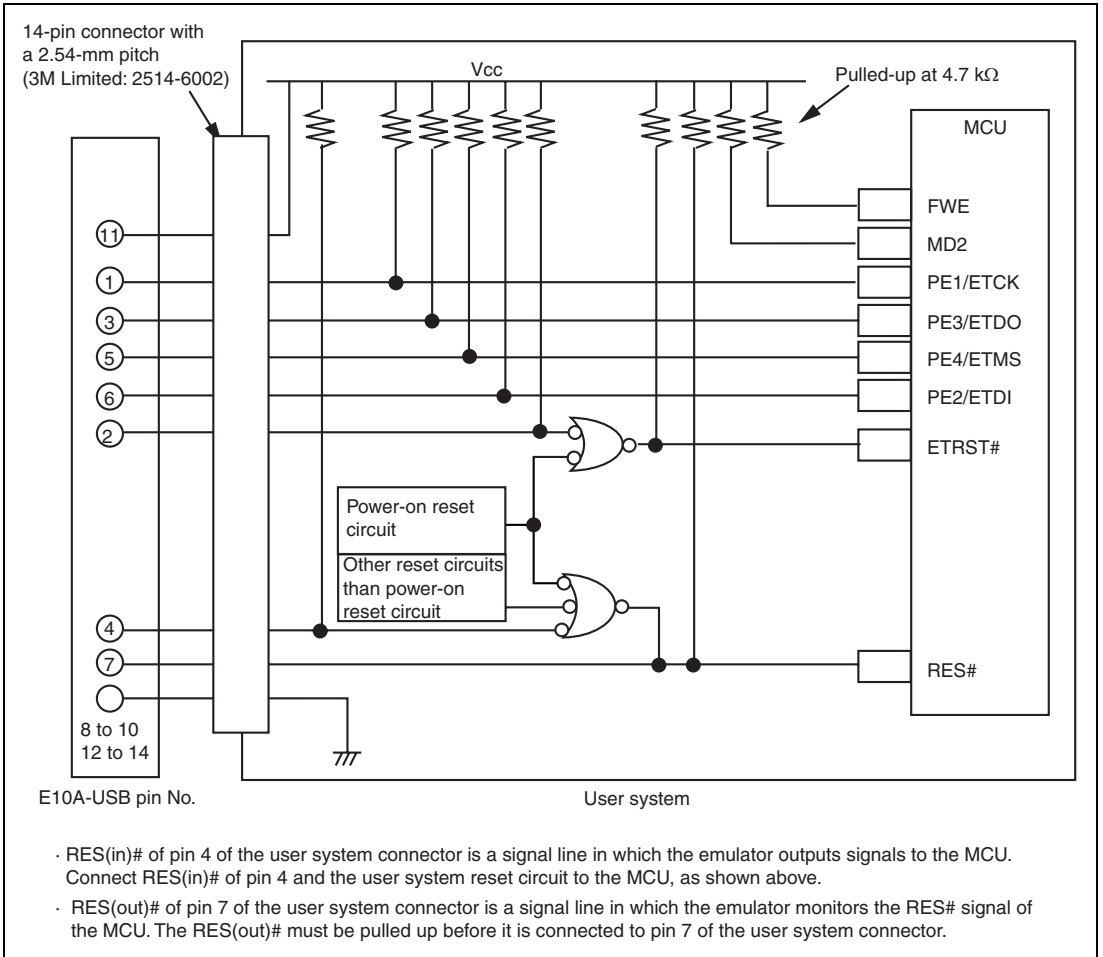 14-pin connector with
a 2.54-mm pitch
(3M Limited: 2514-6002)
Vcc
Pulled-up at 4.7 kΩ
MCU
11
FWE
MD2
1
PE1/ETCK
3
PE3/ETDO
5
PE4/ETMS
6
PE2/ETDI
2
ETRST#
Power-on reset
circuit
Other reset circuits
than power-on
reset circuit
4
7
RES#
8 to 10
12 to 14
E10A-USB pin No.
User system
· RES(in)# of pin 4 of the user system connector is a signal line in which the emulator outputs signals to the MCU.
Connect RES(in)# of pin 4 and the user system reset circuit to the MCU, as shown above.
· RES(out)# of pin 7 of the user system connector is a signal line in which the emulator monitors the RES# signal of
the MCU. The RES(out)# must be pulled up before it is connected to pin 7 of the user system connector.